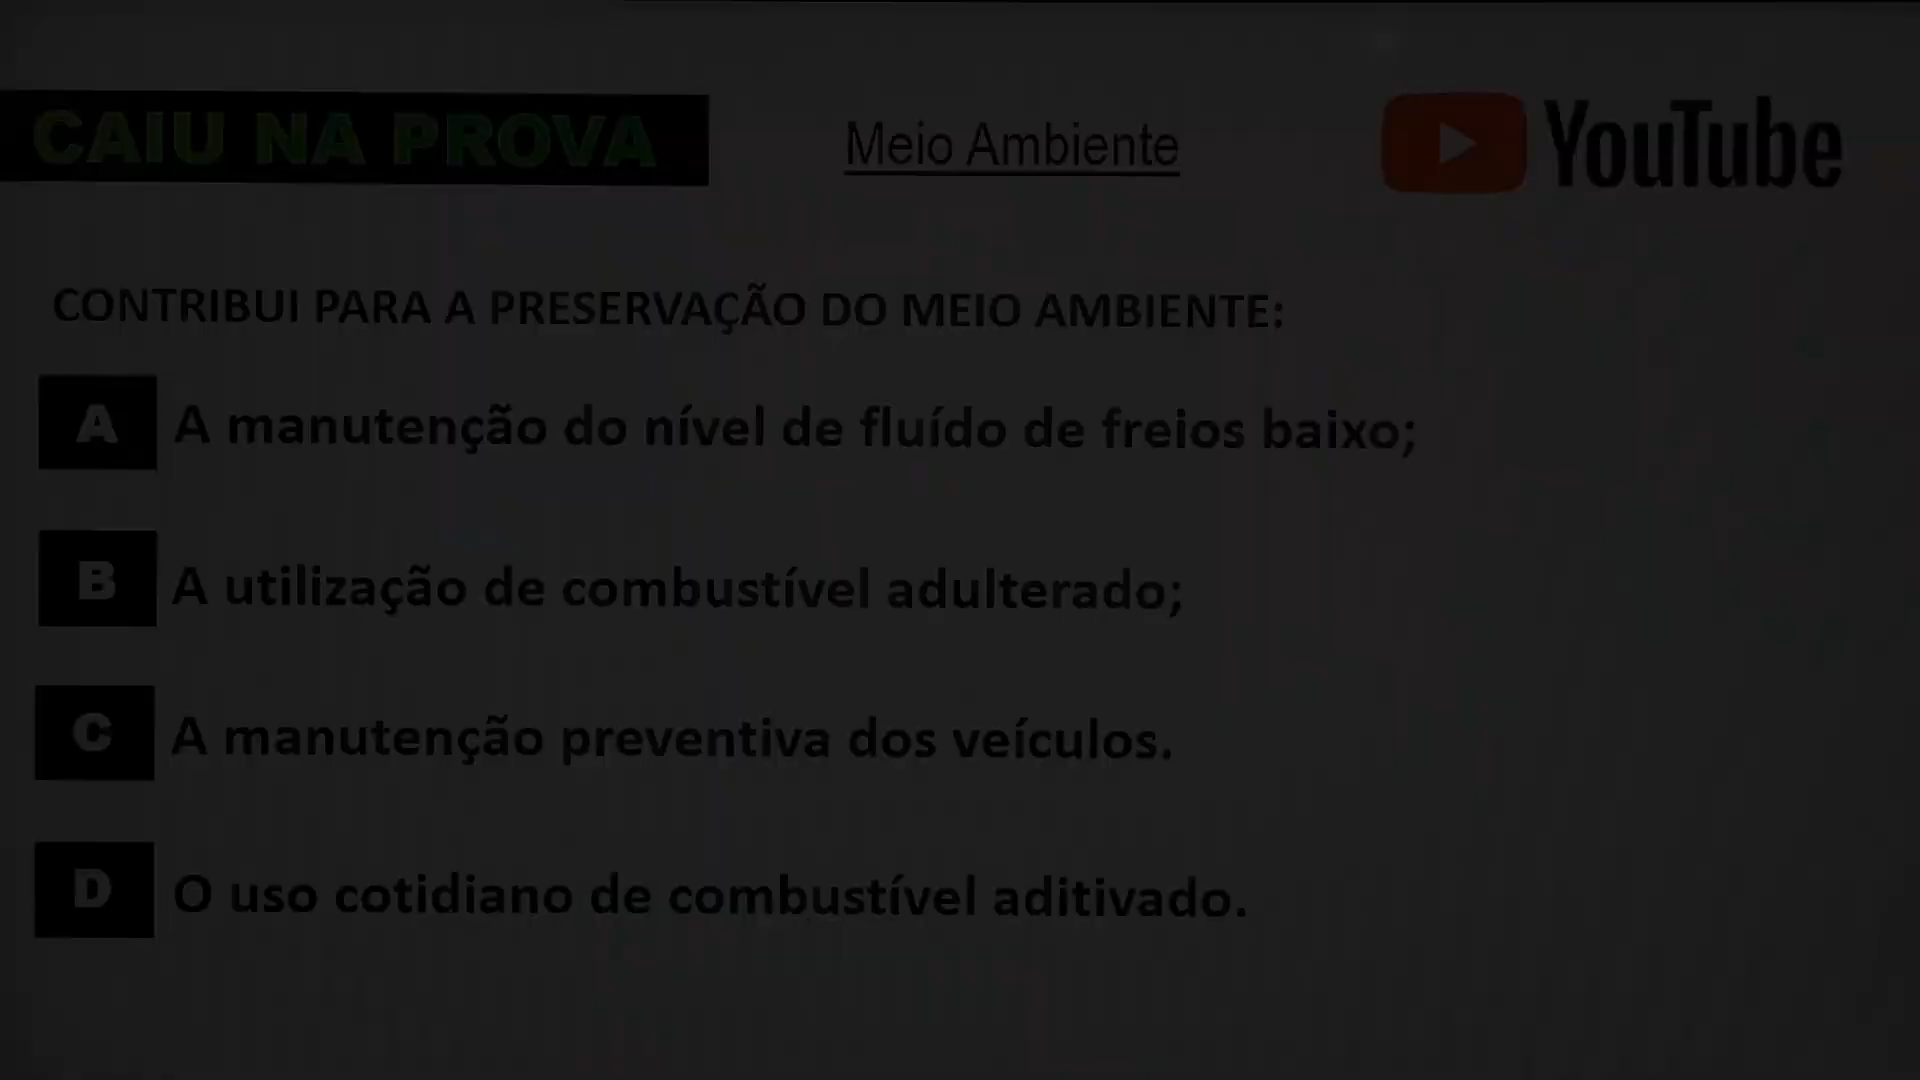 CAIU NA PROVA
Meio Ambiente
YouTube
CONTRIBUI PARA A PRESERVAÇÃO DO MEIO AMBIENTE:
A A manutenção do nível de fluído de freios baixo;
B A utilização de combustível adulterado;
C A manutenção preventiva dos veículos.
D O uso cotidiano de combustível aditivado.